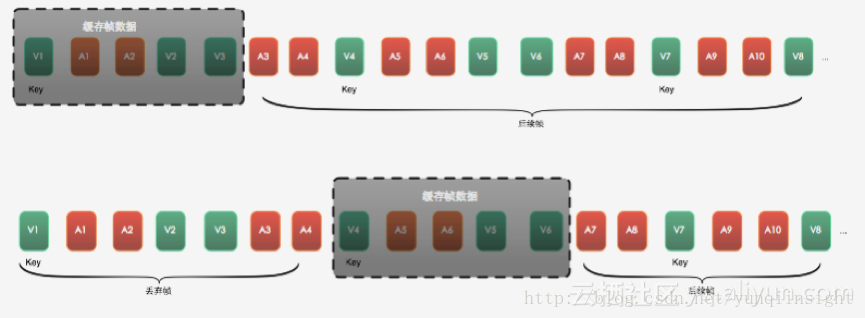 缓存帧数据
V1 A1 A2 V2 V3 A3 A4 V4 A5 A6 V5 V6 A7 A8 V7 A9 A10 V8 ...
Key Key Key
后续帧
缓存帧数据
V1 A1 A2 V2 V3 A3 A4 V4 A5 A6 V5 V6 A7 A8 V7 A9 A10 V8 ...
Key Key Key
丢弃帧 后续帧
云栖社区 yq.aliyun.com
http://blog.csdn.net/yunqiinsight